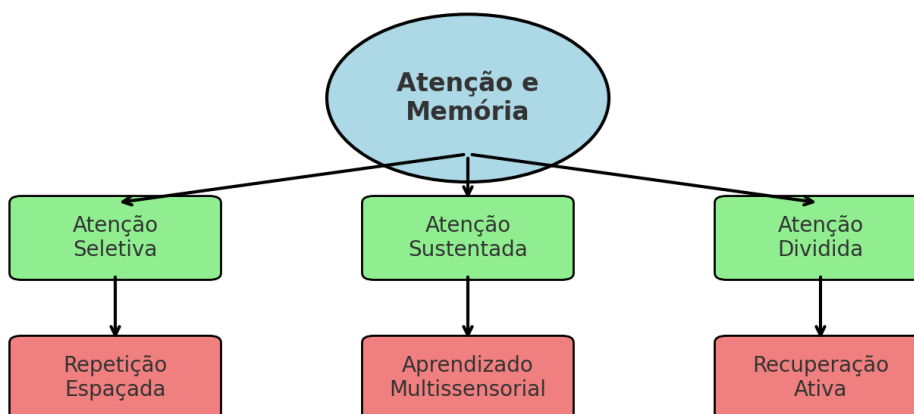 Atenção e
Memória
Atenção
Seletiva
Atenção
Sustentada
Atenção
Dividida
Repetição
Espaçada
Aprendizado
Multissensorial
Recuperação
Ativa